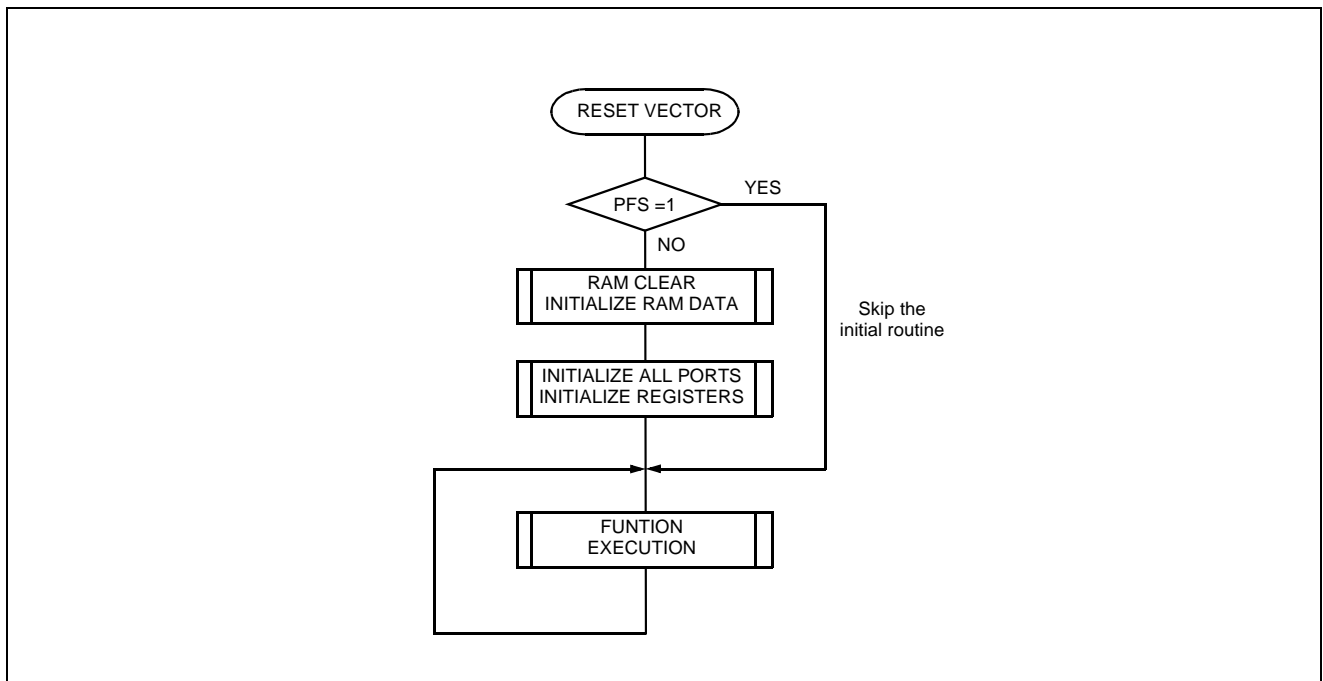 RESET VECTOR
YES
PFS =1
NO
RAM CLEAR
INITIALIZE RAM DATA
Skip the
initial routine
INITIALIZE ALL PORTS
INITIALIZE REGISTERS
FUNTION
EXECUTION